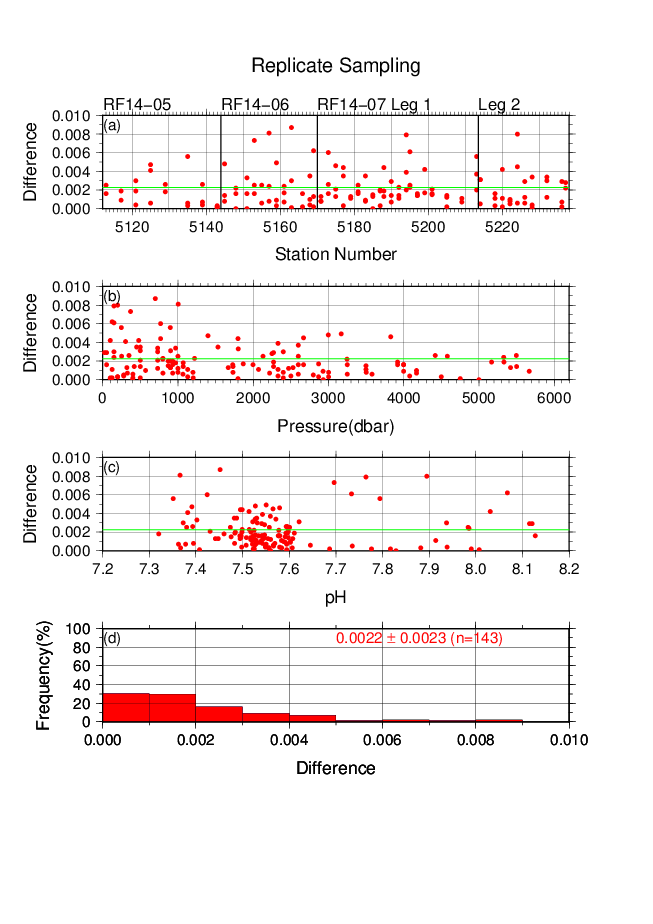 Replicate Sampling
RF14−05 RF14−06 RF14−07 Leg 1 Leg 2
(a)
Difference
0.010
0.008
0.006
0.004
0.002
0.000
5120 5140 5160 5180 5200 5220
Station Number
(b)
Difference
0.010
0.008
0.006
0.004
0.002
0.000
0 1000 2000 3000 4000 5000 6000
Pressure(dbar)
(c)
Difference
0.010
0.008
0.006
0.004
0.002
0.000
7.2 7.3 7.4 7.5 7.6 7.7 7.8 7.9 8.0 8.1 8.2
pH
(d)
0.0022 ± 0.0023 (n=143)
Frequency(%)
100
80
60
40
20
0
0.000 0.002 0.004 0.006 0.008 0.010
Difference